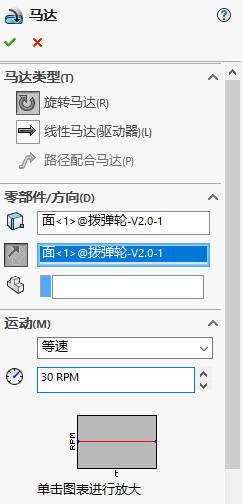 马达
马达类型(T)
旋转马达(R)
线性马达(驱动器)(L)
路径配合马达(P)
零部件/方向(D)
面<1>@拨弹轮-V2.0-1
面<1>@拨弹轮-V2.0-1
运动(M)
等速
30 RPM
RPM
t
单击图表进行放大